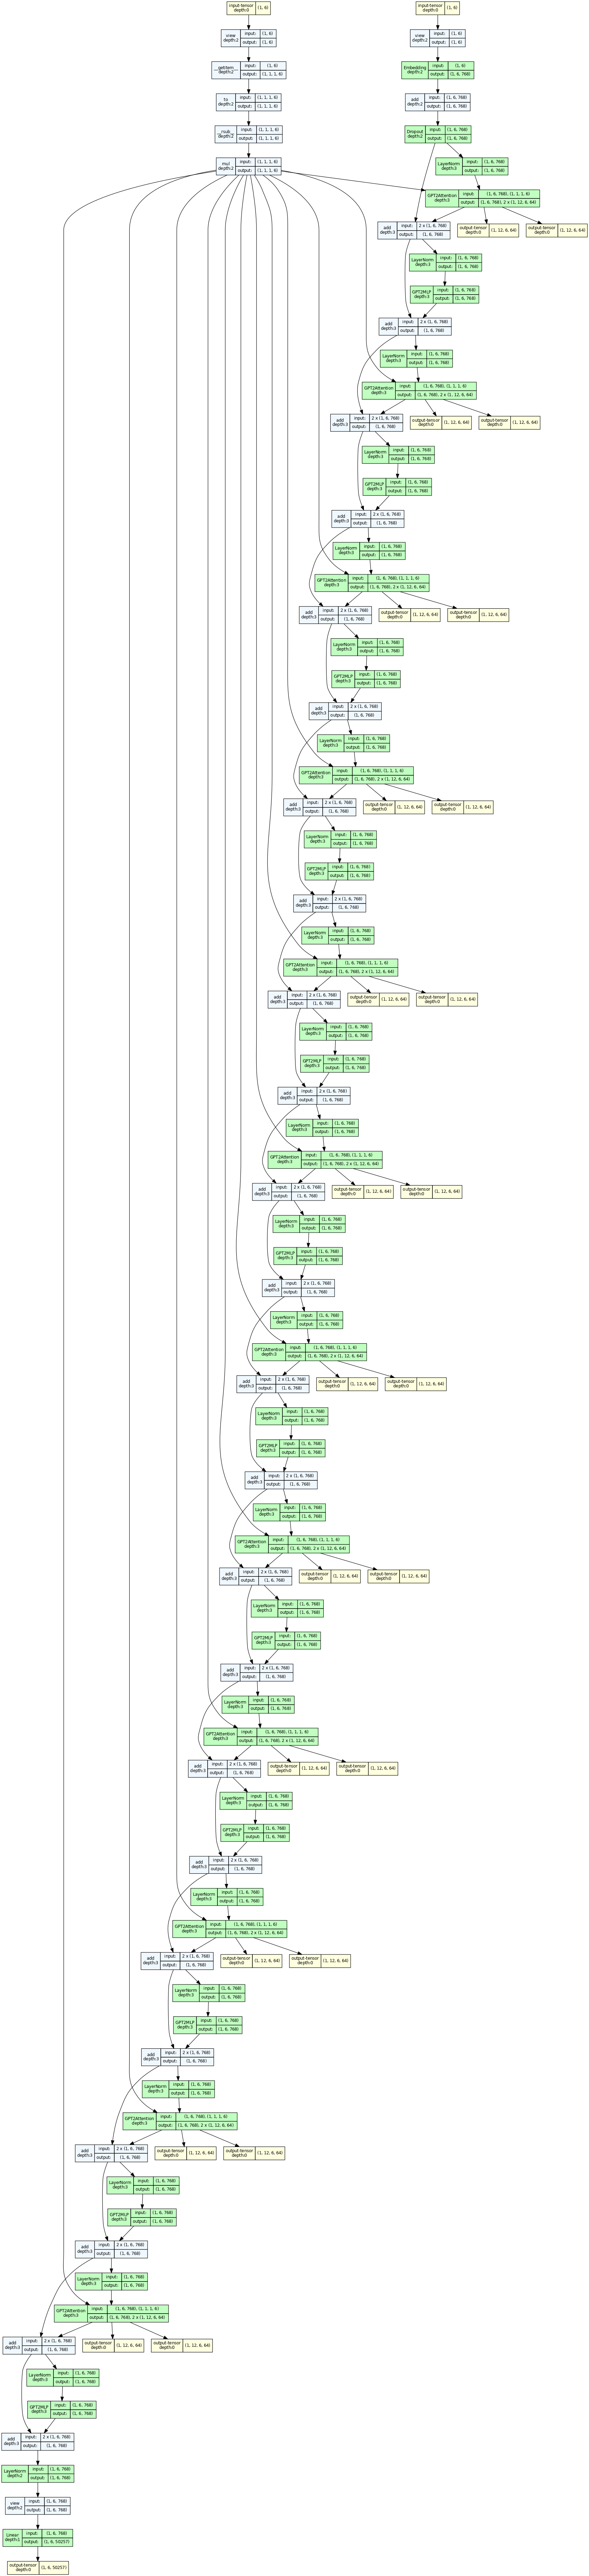 input-tensor depth:0 (1, 6)
input-tensor depth:0 (1, 6)
view depth:2 input: (1, 6) output: (1, 6)
view depth:2 input: (1, 6) output: (1, 6)
__getitem__ depth:2 input: (1, 6) output: (1, 1, 1, 6)
Embedding depth:2 input: (1, 6) output: (1, 6, 768)
to depth:2 input: (1, 1, 1, 6) output: (1, 1, 1, 6)
add depth:2 input: (1, 6, 768) output: (1, 6, 768)
__rsub__ depth:2 input: (1, 1, 1, 6) output: (1, 1, 1, 6)
Dropout depth:2 input: (1, 6, 768) output: (1, 6, 768)
mul depth:2 input: (1, 1, 1, 6) output: (1, 1, 1, 6)
LayerNorm depth:3 input: (1, 6, 768) output: (1, 6, 768)
GPT2Attention depth:3 input: (1, 6, 768), (1, 1, 1, 6) output: (1, 6, 768), 2 x (1, 12, 6, 64)
add depth:3 input: 2 x (1, 6, 768) output: (1, 6, 768)
output-tensor depth:0 (1, 12, 6, 64)
output-tensor depth:0 (1, 12, 6, 64)
LayerNorm depth:3 input: (1, 6, 768) output: (1, 6, 768)
GPT2MLP depth:3 input: (1, 6, 768) output: (1, 6, 768)
add depth:3 input: 2 x (1, 6, 768) output: (1, 6, 768)
LayerNorm depth:3 input: (1, 6, 768) output: (1, 6, 768)
GPT2Attention depth:3 input: (1, 6, 768), (1, 1, 1, 6) output: (1, 6, 768), 2 x (1, 12, 6, 64)
add depth:3 input: 2 x (1, 6, 768) output: (1, 6, 768)
output-tensor depth:0 (1, 12, 6, 64)
output-tensor depth:0 (1, 12, 6, 64)
LayerNorm depth:3 input: (1, 6, 768) output: (1, 6, 768)
GPT2MLP depth:3 input: (1, 6, 768) output: (1, 6, 768)
add depth:3 input: 2 x (1, 6, 768) output: (1, 6, 768)
LayerNorm depth:3 input: (1, 6, 768) output: (1, 6, 768)
GPT2Attention depth:3 input: (1, 6, 768), (1, 1, 1, 6) output: (1, 6, 768), 2 x (1, 12, 6, 64)
add depth:3 input: 2 x (1, 6, 768) output: (1, 6, 768)
output-tensor depth:0 (1, 12, 6, 64)
output-tensor depth:0 (1, 12, 6, 64)
LayerNorm depth:3 input: (1, 6, 768) output: (1, 6, 768)
GPT2MLP depth:3 input: (1, 6, 768) output: (1, 6, 768)
add depth:3 input: 2 x (1, 6, 768) output: (1, 6, 768)
LayerNorm depth:3 input: (1, 6, 768) output: (1, 6, 768)
GPT2Attention depth:3 input: (1, 6, 768), (1, 1, 1, 6) output: (1, 6, 768), 2 x (1, 12, 6, 64)
add depth:3 input: 2 x (1, 6, 768) output: (1, 6, 768)
output-tensor depth:0 (1, 12, 6, 64)
output-tensor depth:0 (1, 12, 6, 64)
LayerNorm depth:3 input: (1, 6, 768) output: (1, 6, 768)
GPT2MLP depth:3 input: (1, 6, 768) output: (1, 6, 768)
add depth:3 input: 2 x (1, 6, 768) output: (1, 6, 768)
LayerNorm depth:3 input: (1, 6, 768) output: (1, 6, 768)
GPT2Attention depth:3 input: (1, 6, 768), (1, 1, 1, 6) output: (1, 6, 768), 2 x (1, 12, 6, 64)
add depth:3 input: 2 x (1, 6, 768) output: (1, 6, 768)
output-tensor depth:0 (1, 12, 6, 64)
output-tensor depth:0 (1, 12, 6, 64)
LayerNorm depth:3 input: (1, 6, 768) output: (1, 6, 768)
GPT2MLP depth:3 input: (1, 6, 768) output: (1, 6, 768)
add depth:3 input: 2 x (1, 6, 768) output: (1, 6, 768)
LayerNorm depth:3 input: (1, 6, 768) output: (1, 6, 768)
GPT2Attention depth:3 input: (1, 6, 768), (1, 1, 1, 6) output: (1, 6, 768), 2 x (1, 12, 6, 64)
add depth:3 input: 2 x (1, 6, 768) output: (1, 6, 768)
output-tensor depth:0 (1, 12, 6, 64)
output-tensor depth:0 (1, 12, 6, 64)
LayerNorm depth:3 input: (1, 6, 768) output: (1, 6, 768)
GPT2MLP depth:3 input: (1, 6, 768) output: (1, 6, 768)
add depth:3 input: 2 x (1, 6, 768) output: (1, 6, 768)
LayerNorm depth:3 input: (1, 6, 768) output: (1, 6, 768)
GPT2Attention depth:3 input: (1, 6, 768), (1, 1, 1, 6) output: (1, 6, 768), 2 x (1, 12, 6, 64)
add depth:3 input: 2 x (1, 6, 768) output: (1, 6, 768)
output-tensor depth:0 (1, 12, 6, 64)
output-tensor depth:0 (1, 12, 6, 64)
LayerNorm depth:3 input: (1, 6, 768) output: (1, 6, 768)
GPT2MLP depth:3 input: (1, 6, 768) output: (1, 6, 768)
add depth:3 input: 2 x (1, 6, 768) output: (1, 6, 768)
LayerNorm depth:3 input: (1, 6, 768) output: (1, 6, 768)
GPT2Attention depth:3 input: (1, 6, 768), (1, 1, 1, 6) output: (1, 6, 768), 2 x (1, 12, 6, 64)
add depth:3 input: 2 x (1, 6, 768) output: (1, 6, 768)
output-tensor depth:0 (1, 12, 6, 64)
output-tensor depth:0 (1, 12, 6, 64)
LayerNorm depth:3 input: (1, 6, 768) output: (1, 6, 768)
GPT2MLP depth:3 input: (1, 6, 768) output: (1, 6, 768)
add depth:3 input: 2 x (1, 6, 768) output: (1, 6, 768)
LayerNorm depth:3 input: (1, 6, 768) output: (1, 6, 768)
GPT2Attention depth:3 input: (1, 6, 768), (1, 1, 1, 6) output: (1, 6, 768), 2 x (1, 12, 6, 64)
add depth:3 input: 2 x (1, 6, 768) output: (1, 6, 768)
output-tensor depth:0 (1, 12, 6, 64)
output-tensor depth:0 (1, 12, 6, 64)
LayerNorm depth:3 input: (1, 6, 768) output: (1, 6, 768)
GPT2MLP depth:3 input: (1, 6, 768) output: (1, 6, 768)
add depth:3 input: 2 x (1, 6, 768) output: (1, 6, 768)
LayerNorm depth:3 input: (1, 6, 768) output: (1, 6, 768)
GPT2Attention depth:3 input: (1, 6, 768), (1, 1, 1, 6) output: (1, 6, 768), 2 x (1, 12, 6, 64)
add depth:3 input: 2 x (1, 6, 768) output: (1, 6, 768)
output-tensor depth:0 (1, 12, 6, 64)
output-tensor depth:0 (1, 12, 6, 64)
LayerNorm depth:3 input: (1, 6, 768) output: (1, 6, 768)
GPT2MLP depth:3 input: (1, 6, 768) output: (1, 6, 768)
add depth:3 input: 2 x (1, 6, 768) output: (1, 6, 768)
LayerNorm depth:3 input: (1, 6, 768) output: (1, 6, 768)
GPT2Attention depth:3 input: (1, 6, 768), (1, 1, 1, 6) output: (1, 6, 768), 2 x (1, 12, 6, 64)
add depth:3 input: 2 x (1, 6, 768) output: (1, 6, 768)
output-tensor depth:0 (1, 12, 6, 64)
output-tensor depth:0 (1, 12, 6, 64)
LayerNorm depth:3 input: (1, 6, 768) output: (1, 6, 768)
GPT2MLP depth:3 input: (1, 6, 768) output: (1, 6, 768)
add depth:3 input: 2 x (1, 6, 768) output: (1, 6, 768)
LayerNorm depth:3 input: (1, 6, 768) output: (1, 6, 768)
GPT2Attention depth:3 input: (1, 6, 768), (1, 1, 1, 6) output: (1, 6, 768), 2 x (1, 12, 6, 64)
add depth:3 input: 2 x (1, 6, 768) output: (1, 6, 768)
output-tensor depth:0 (1, 12, 6, 64)
output-tensor depth:0 (1, 12, 6, 64)
LayerNorm depth:3 input: (1, 6, 768) output: (1, 6, 768)
GPT2MLP depth:3 input: (1, 6, 768) output: (1, 6, 768)
add depth:3 input: 2 x (1, 6, 768) output: (1, 6, 768)
LayerNorm depth:2 input: (1, 6, 768) output: (1, 6, 768)
view depth:2 input: (1, 6, 768) output: (1, 6, 768)
Linear depth:1 input: (1, 6, 768) output: (1, 6, 50257)
output-tensor depth:0 (1, 6, 50257)